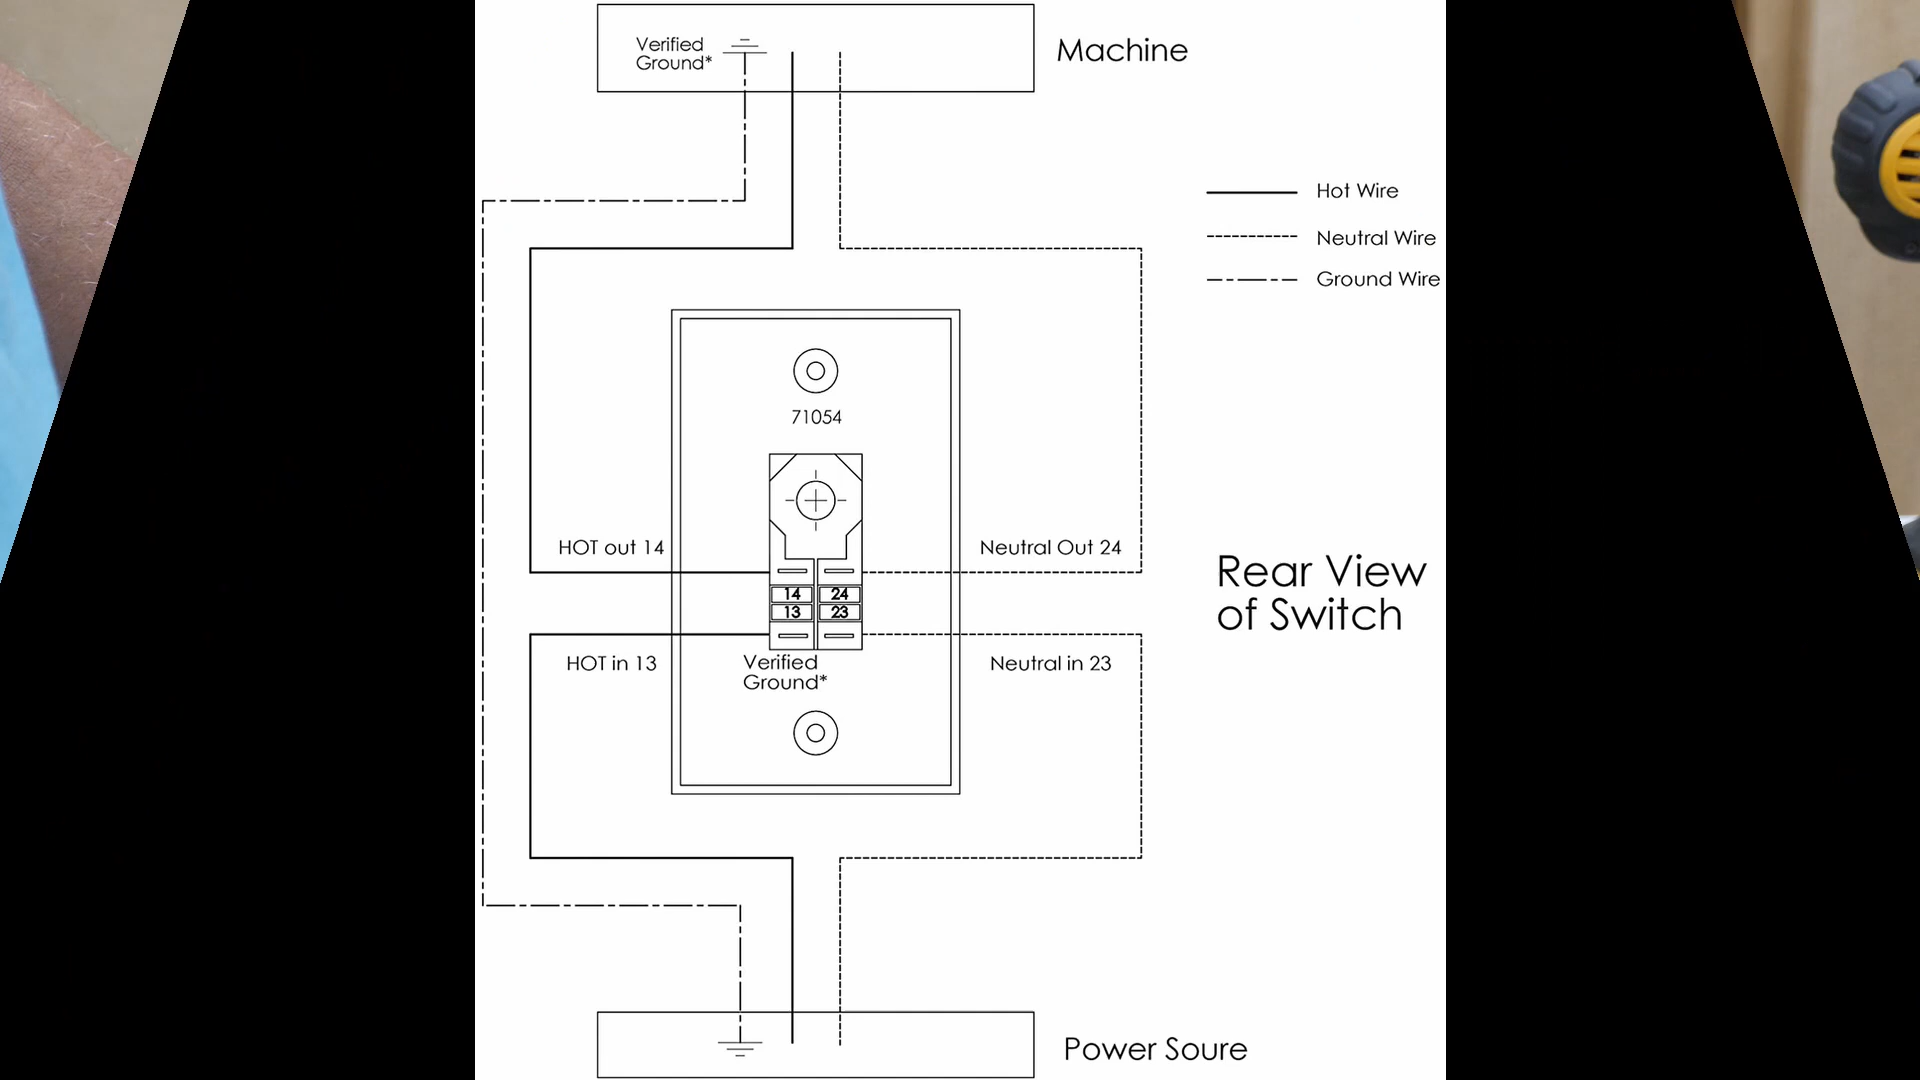 Verified
Ground*
Machine
Hot Wire
Neutral Wire
Ground Wire
71054
HOT out 14
Neutral Out 24
14 24
13 23
HOT in 13
Verified
Ground*
Neutral in 23
Rear View
of Switch
Power Soure